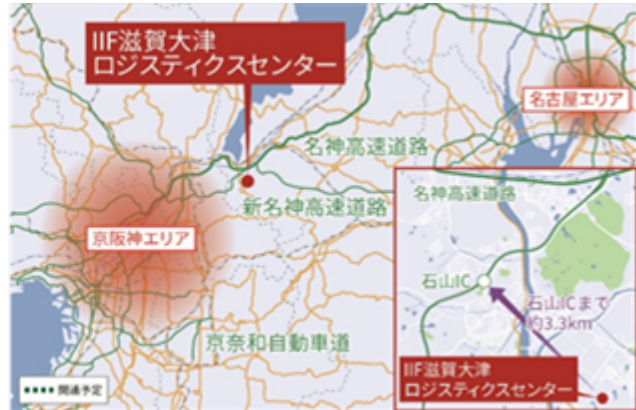 IIF滋賀大津
ロジスティクスセンター
名古屋エリア
名神高速道路
新名神高速道路
京阪神エリア
京奈和自動車道
開通予定
名神高速道路
石山IC
石山ICまで
約3.3km
IIF滋賀大津
ロジスティクスセンター